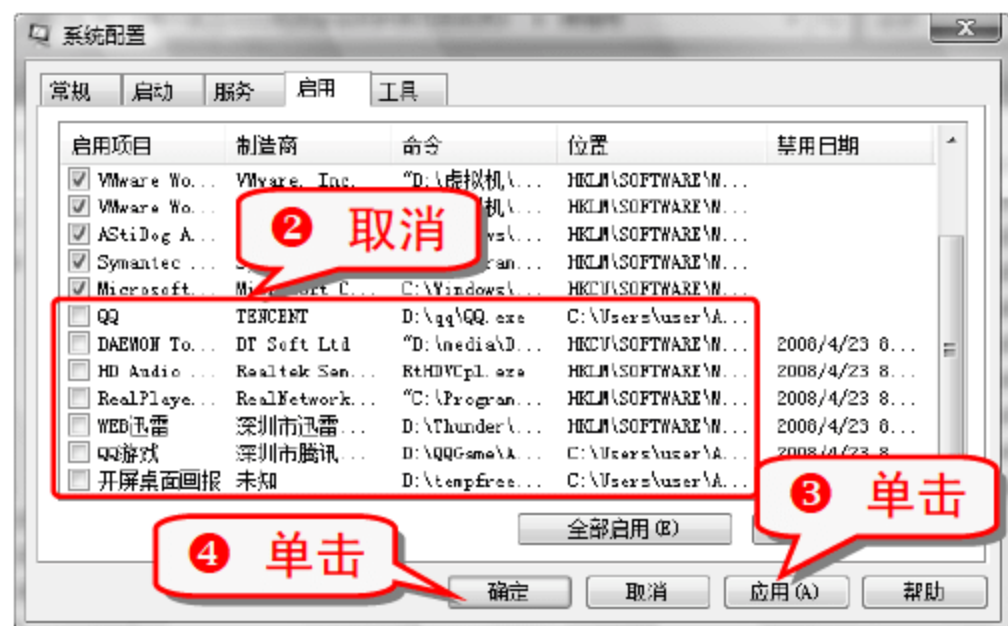 系统配置
常规 启动 服务 启用 工具
启用项目 制造商 命令 位置 禁用日期
VMware Wo... VMware, Inc. "D:\虚拟机\... HKLM\SOFTWARE\M...
VMware Wo... 机\... HKLM\SOFTWARE\M...
AStiDog A... HKLM\SOFTWARE\M...
Symantec ... HKLM\SOFTWARE\M...
Microsoft... C:\Windows\... HKCU\SOFTWARE\M...
❷ 取消
QQ TENCENT D:\qq\QQ.exe C:\Users\user\A...
DAEMON To... DT Soft Ltd "D:\media\D... HKCU\SOFTWARE\M... 2008/4/23 8...
HD Audio ... Realtek Sem... RtHDVCpl.exe HKLM\SOFTWARE\M... 2008/4/23 8...
RealPlaye... RealNetwork... "C:\Program... HKLM\SOFTWARE\M... 2008/4/23 8...
WEB迅雷 深圳市迅雷... D:\Thunder\... HKLM\SOFTWARE\M... 2008/4/23 8...
QQ游戏 深圳市腾讯... D:\QQGame\A... C:\Users\user\A... 2008/4/23 8...
开屏桌面画报 未知 D:\tempfree... C:\Users\user\A...
❸ 单击
全部启用(E)
❹ 单击
确定 取消 应用(A) 帮助